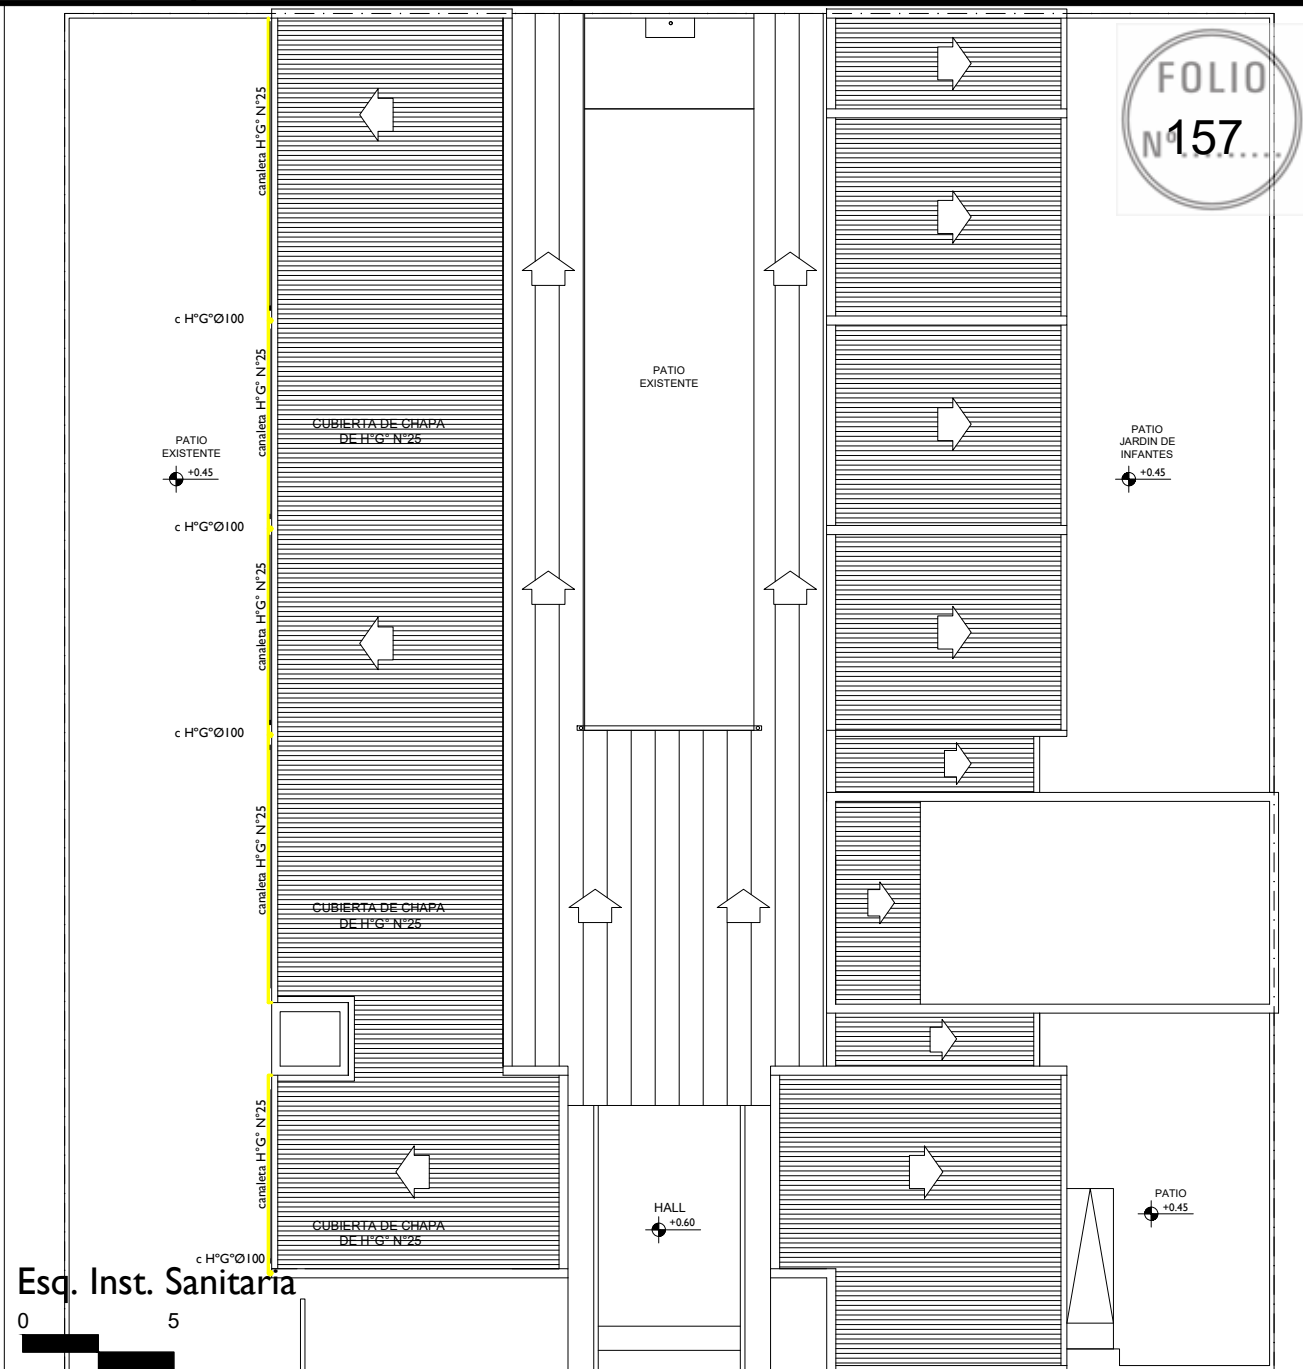 FOLIO
Nº 157
canaleta H°G° N°25
c H°G°Ø100
canaleta H°G° N°25
PATIO
EXISTENTE
CUBIERTA DE CHAPA
DE H°G° N°25
PATIO
EXISTENTE
+0.45
PATIO
JARDIN DE
INFANTES
+0.45
c H°G°Ø100
canaleta H°G° N°25
c H°G°Ø100
canaleta H°G° N°25
CUBIERTA DE CHAPA
DE H°G° N°25
canaleta H°G° N°25
CUBIERTA DE CHAPA
DE H°G° N°25
HALL
+0.60
PATIO
+0.45
c H°G°Ø100
Esq. Inst. Sanitaria
0 5